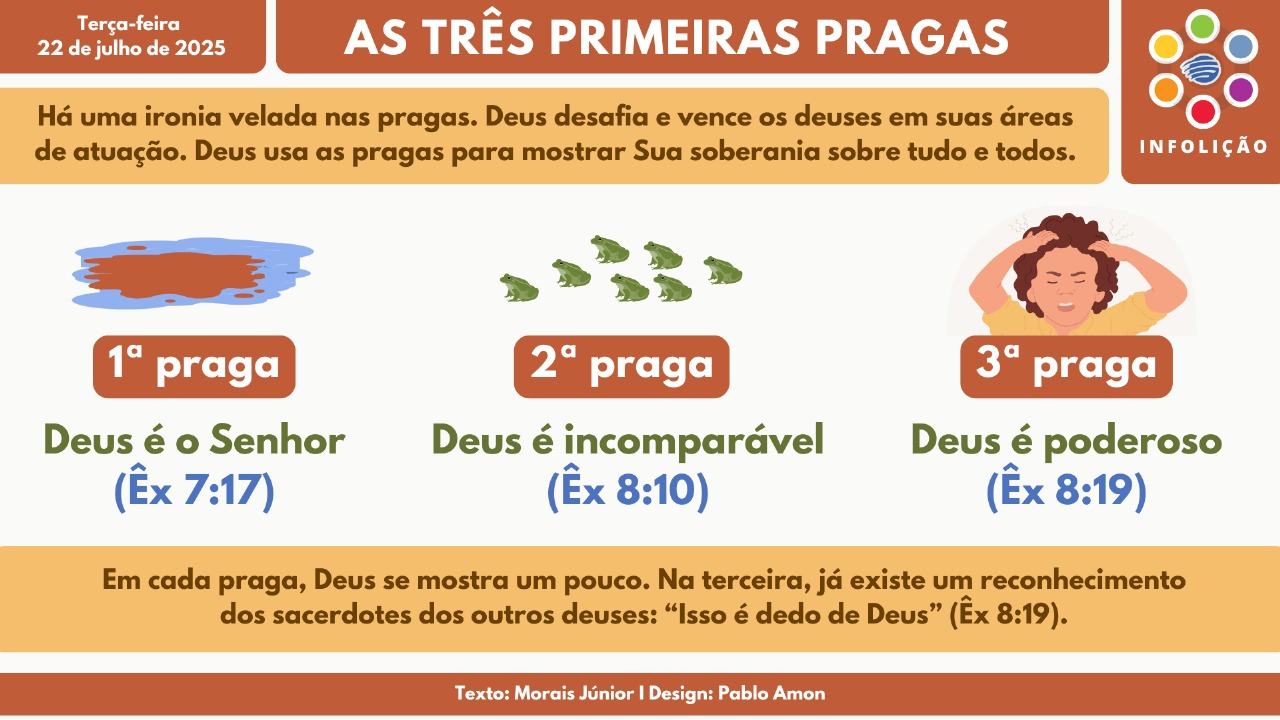 Terça-feira
22 de julho de 2025
AS TRÊS PRIMEIRAS PRAGAS
INFOLIÇÃO
Há uma ironia velada nas pragas. Deus desafia e vence os deuses em suas áreas
de atuação. Deus usa as pragas para mostrar Sua soberania sobre tudo e todos.
1ª praga
Deus é o Senhor
(Êx 7:17)
2ª praga
Deus é incomparável
(Êx 8:10)
3ª praga
Deus é poderoso
(Êx 8:19)
Em cada praga, Deus se mostra um pouco. Na terceira, já existe um reconhecimento
dos sacerdotes dos outros deuses: “Isso é dedo de Deus” (Êx 8:19).
Texto: Morais Júnior I Design: Pablo Amon